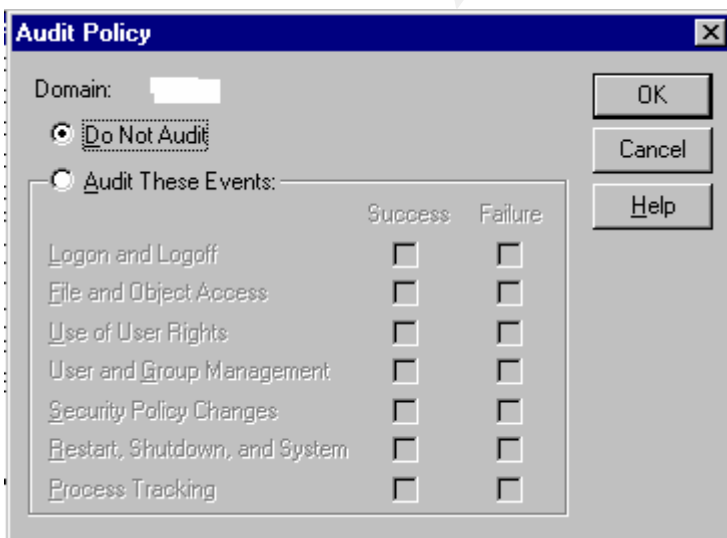 Audit Policy
Domain:
OK
Do Not Audit
Cancel
Audit These Events:
Help
Success Failure
Logon and Logoff
File and Object Access
Use of User Rights
User and Group Management
Security Policy Changes
Restart, Shutdown, and System
Process Tracking